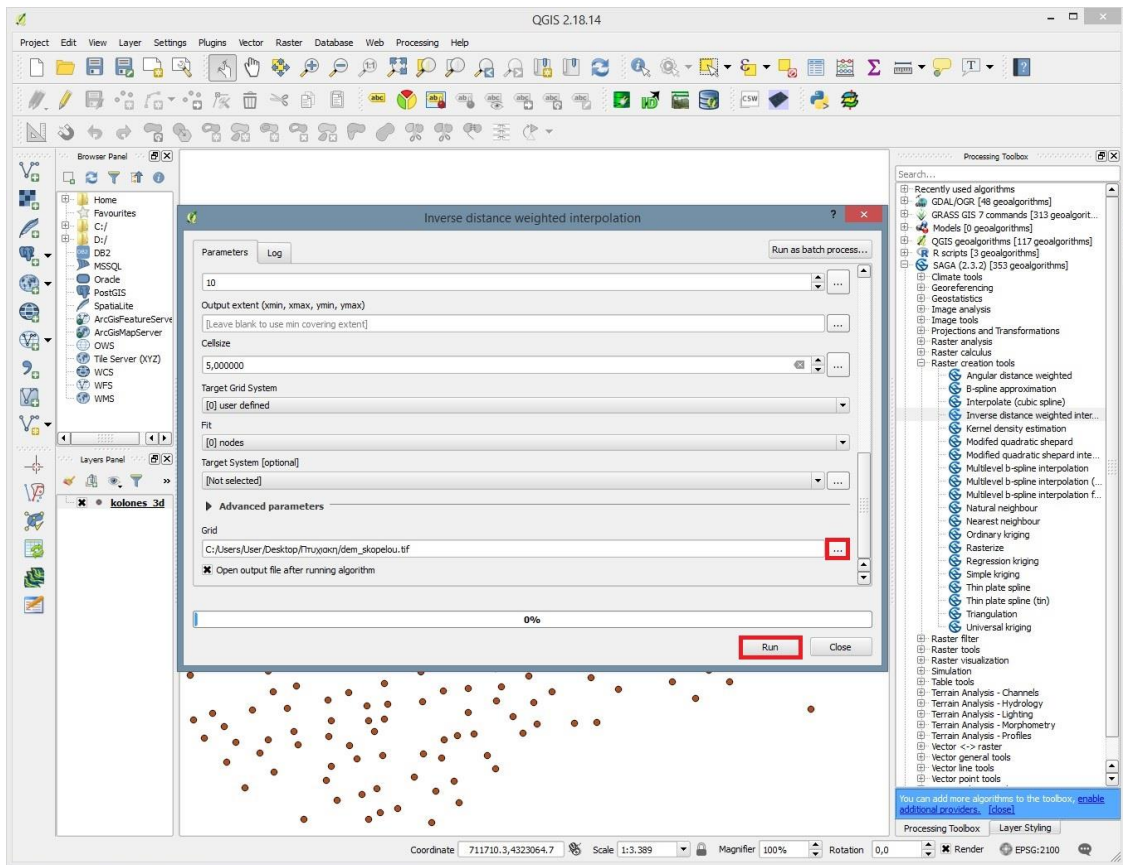 QGIS 2.18.14
Project Edit View Layer Settings Plugins Vector Raster Database Web Processing Help
Browser Panel
Home
Favourites
C:/
D:/
DB2
MSSQL
Oracle
PostGIS
SpatiaLite
ArcGisFeatureServe
ArcGisMapServer
OWS
Tile Server (XYZ)
WCS
WFS
WMS
Layers Panel
kolones_3d
Inverse distance weighted interpolation
Parameters Log Run as batch process...
10
Output extent (xmin, xmax, ymin, ymax)
[Leave blank to use min covering extent]
Cellsize
5,000000
Target Grid System
[0] user defined
Fit
[0] nodes
Target System [optional]
[Not selected]
Advanced parameters
Grid
C:/Users/User/Desktop/Πτυχιακη/dem_skopelou.tif
Open output file after running algorithm
0%
Run Close
Processing Toolbox
Search...
Recently used algorithms
GDAL/OGR [48 geoalgorithms]
GRASS GIS 7 commands [313 geoalgorit...
Models [0 geoalgorithms]
QGIS geoalgorithms [117 geoalgorithms]
R scripts [3 geoalgorithms]
SAGA (2.3.2) [353 geoalgorithms]
Climate tools
Georeferencing
Geostatistics
Image analysis
Image tools
Projections and Transformations
Raster analysis
Raster calculus
Raster creation tools
Angular distance weighted
B-spline approximation
Interpolate (cubic spline)
Inverse distance weighted inter...
Kernel density estimation
Modifed quadratic shepard
Modified quadratic shepard inte...
Multilevel b-spline interpolation
Multilevel b-spline interpolation (...
Multilevel b-spline interpolation f...
Natural neighbour
Nearest neighbour
Ordinary kriging
Rasterize
Regression kriging
Simple kriging
Thin plate spline
Thin plate spline (tin)
Triangulation
Universal kriging
Raster filter
Raster tools
Raster visualization
Simulation
Table tools
Terrain Analysis - Channels
Terrain Analysis - Hydrology
Terrain Analysis - Lighting
Terrain Analysis - Morphometry
Terrain Analysis - Profiles
Vector <-> raster
Vector general tools
Vector line tools
Vector point tools
You can add more algorithms to the toolbox, enable
additional providers. [close]
Processing Toolbox Layer Styling
Coordinate 711710.3,4323064.7 Scale 1:3.389 Magnifier 100% Rotation 0,0 Render EPSG:2100